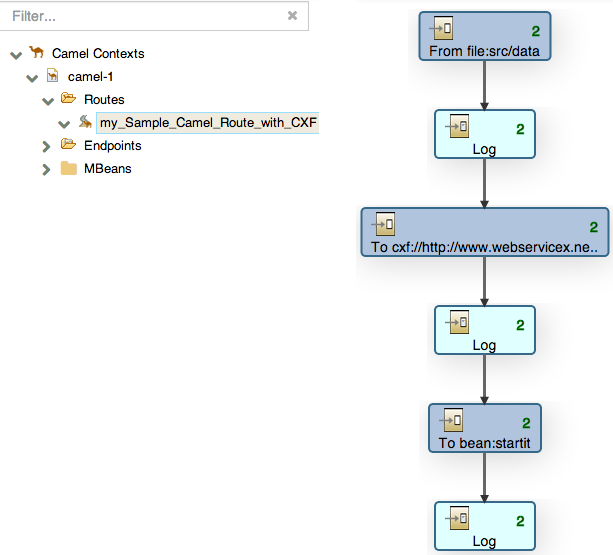 Filter...
Camel Contexts
camel-1
Routes
my_Sample_Camel_Route_with_CXF
Endpoints
MBeans
2
From file:src/data
2
Log
2
To cxf://http://www.webservicex.ne..
2
Log
2
To bean:startit
2
Log